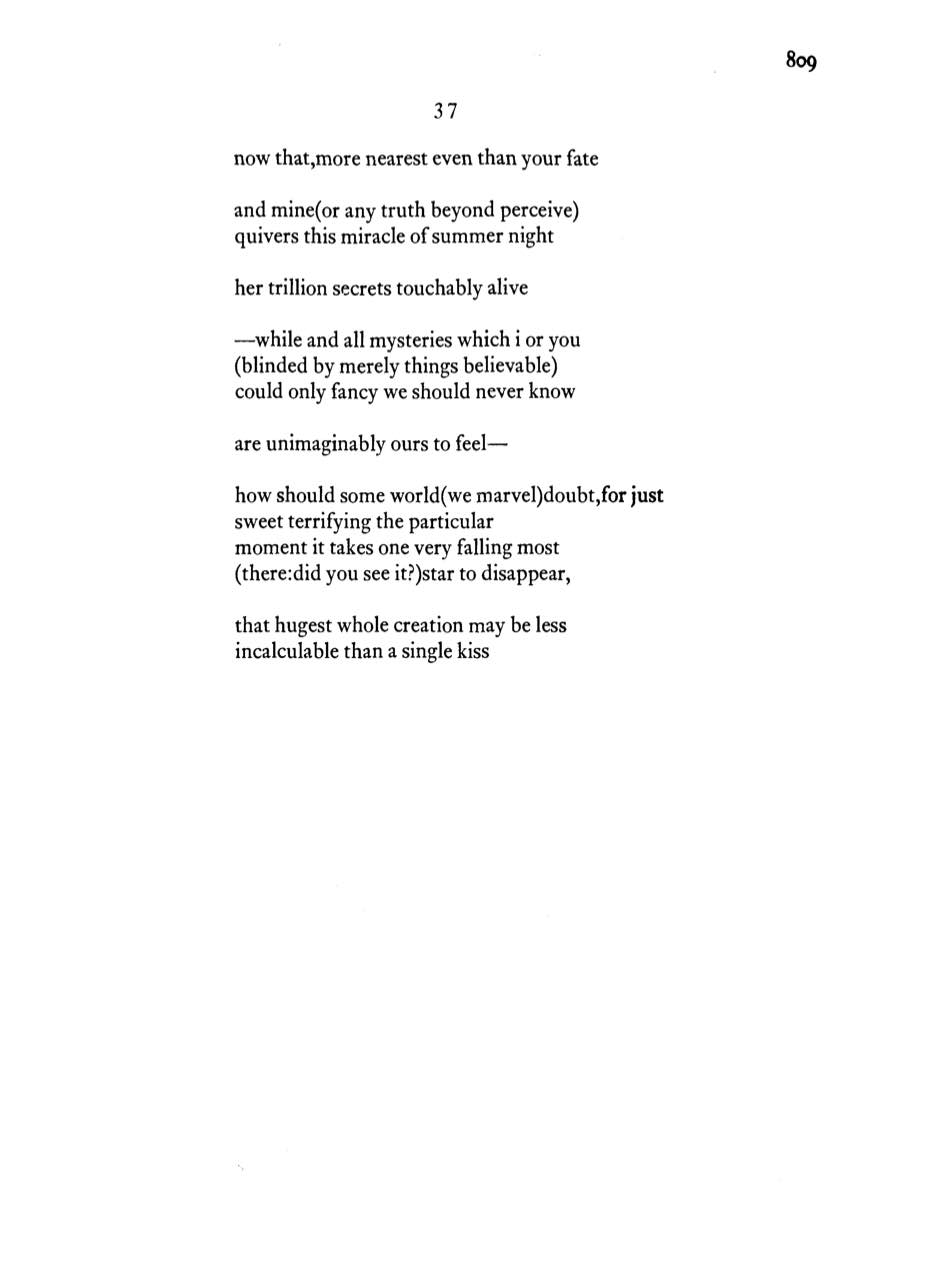 809
37
now that,more nearest even than your fate
and mine(or any truth beyond perceive)
quivers this miracle of summer night
her trillion secrets touchably alive
—while and all mysteries which i or you
(blinded by merely things believable)
could only fancy we should never know
are unimaginably ours to feel—
how should some world(we marvel)doubt,for just
sweet terrifying the particular
moment it takes one very falling most
(there:did you see it?)star to disappear,
that hugest whole creation may be less
incalculable than a single kiss